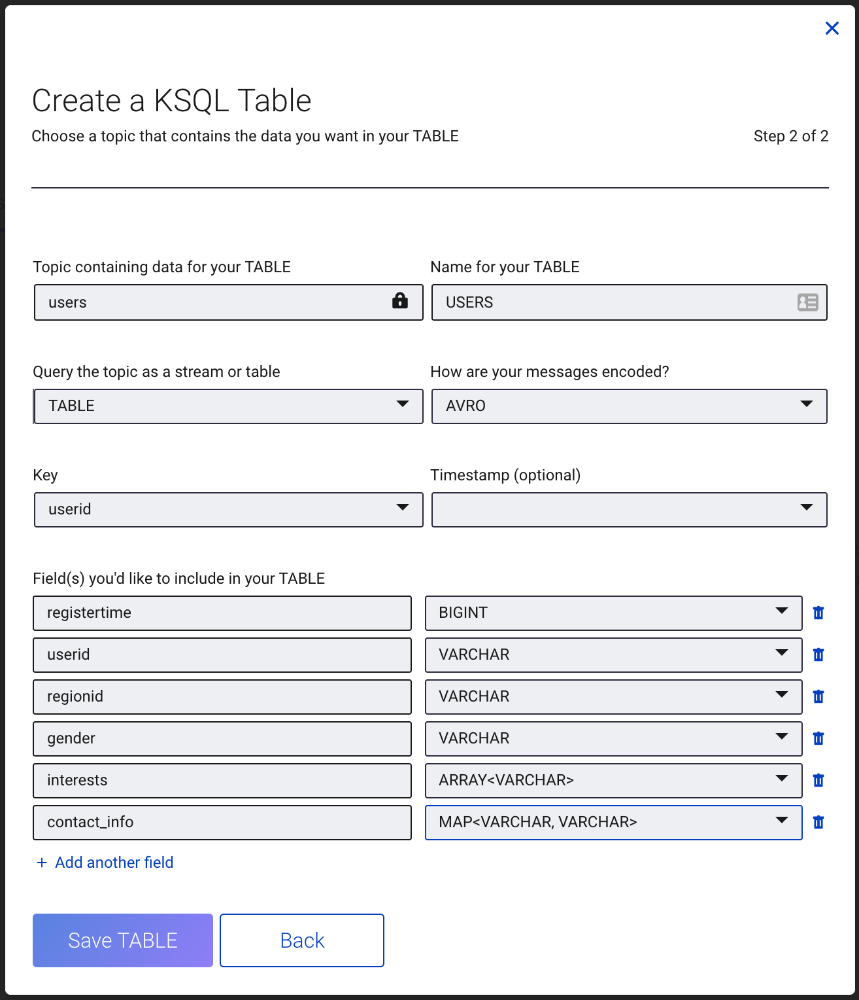 Create a KSQL Table
Choose a topic that contains the data you want in your TABLE
Step 2 of 2
Topic containing data for your TABLE
Name for your TABLE
users
USERS
Query the topic as a stream or table
How are your messages encoded?
TABLE
AVRO
Key
Timestamp (optional)
userid
Field(s) you'd like to include in your TABLE
registertime
BIGINT
userid
VARCHAR
regionid
VARCHAR
gender
VARCHAR
interests
ARRAY<VARCHAR>
contact_info
MAP<VARCHAR, VARCHAR>
+ Add another field
Save TABLE
Back